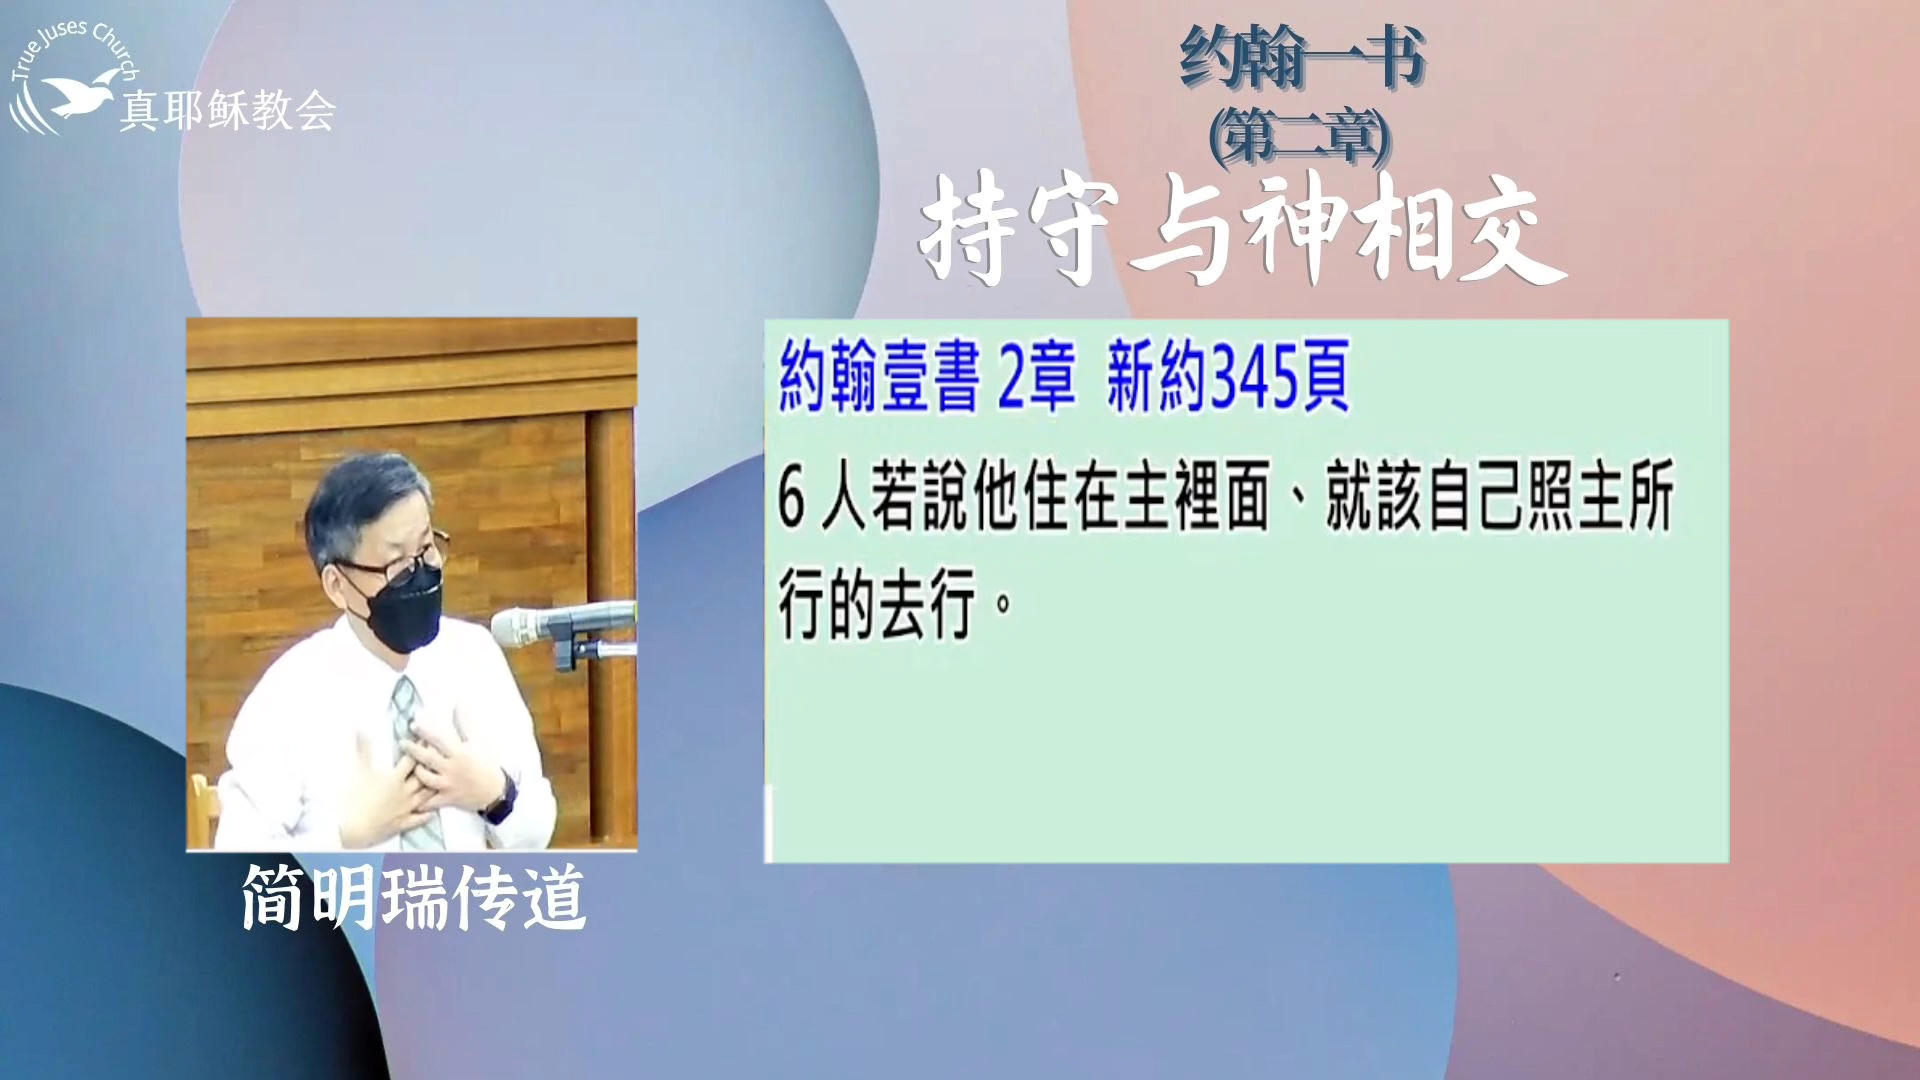 True Juses Church
真耶稣教会
约翰一书
(第二章)
持守与神相交
約翰壹書 2章 新約345頁
6 人若說他住在主裡面、就該自己照主所
行的去行。
简明瑞传道